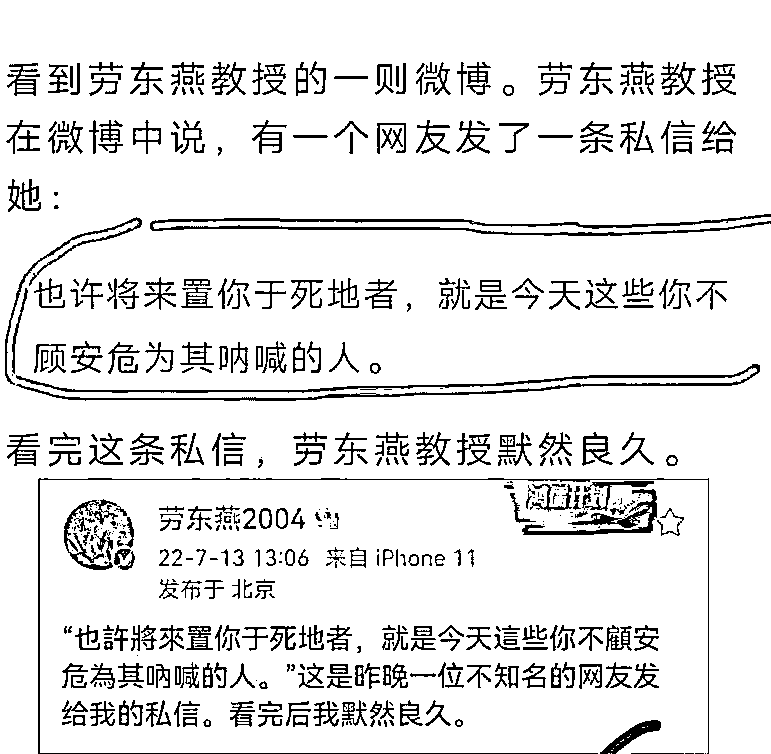 看到劳东燕教授的一则微博。劳东燕教授
在微博中说，有一个网友发了一条私信给
她：
也许将来置你于死地者，就是今天这些你不
顾安危为其呐喊的人。
看完这条私信，劳东燕教授默然良久。
劳东燕2004
22-7-13 13:06 来自 iPhone 11
发布于 北京
“也許將來置你于死地者，就是今天這些你不顧安
危為其吶喊的人。”这是昨晚一位不知名的网友发
给我的私信。看完后我默然良久。